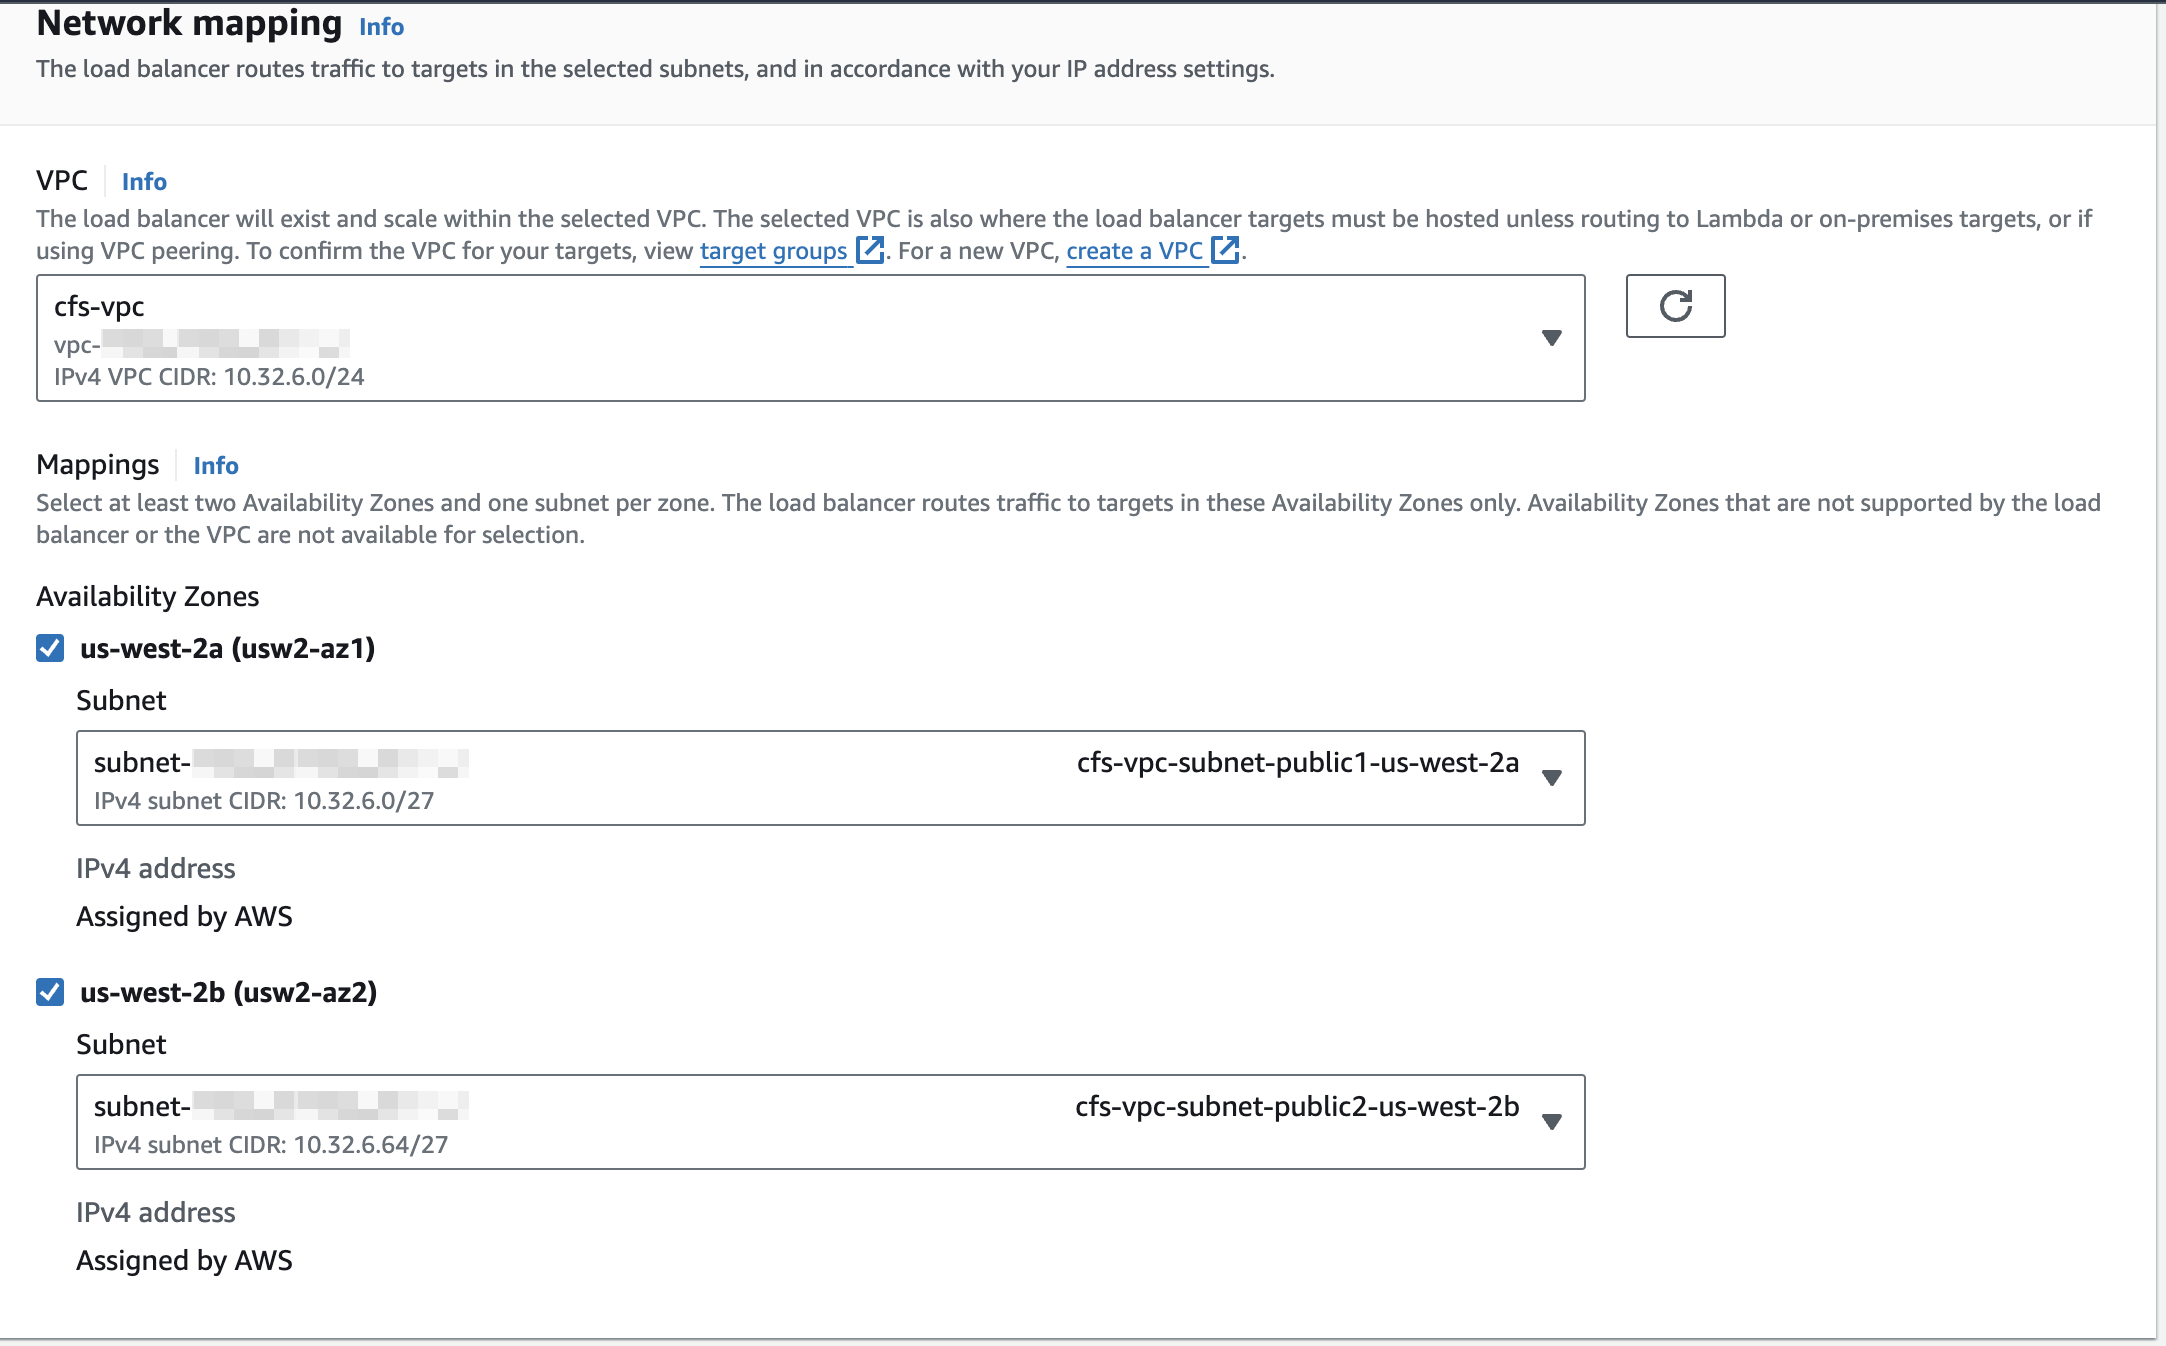 Network mapping Info
The load balancer routes traffic to targets in the selected subnets, and in accordance with your IP address settings.
VPC Info
The load balancer will exist and scale within the selected VPC. The selected VPC is also where the load balancer targets must be hosted unless routing to Lambda or on-premises targets, or if
using VPC peering. To confirm the VPC for your targets, view target groups. For a new VPC, create a VPC.
cfs-vpc
vpc-
IPv4 VPC CIDR: 10.32.6.0/24
Mappings Info
Select at least two Availability Zones and one subnet per zone. The load balancer routes traffic to targets in these Availability Zones only. Availability Zones that are not supported by the load
balancer or the VPC are not available for selection.
Availability Zones
us-west-2a (usw2-az1)
Subnet
subnet- cfs-vpc-subnet-public1-us-west-2a
IPv4 subnet CIDR: 10.32.6.0/27
IPv4 address
Assigned by AWS
us-west-2b (usw2-az2)
Subnet
subnet- cfs-vpc-subnet-public2-us-west-2b
IPv4 subnet CIDR: 10.32.6.64/27
IPv4 address
Assigned by AWS